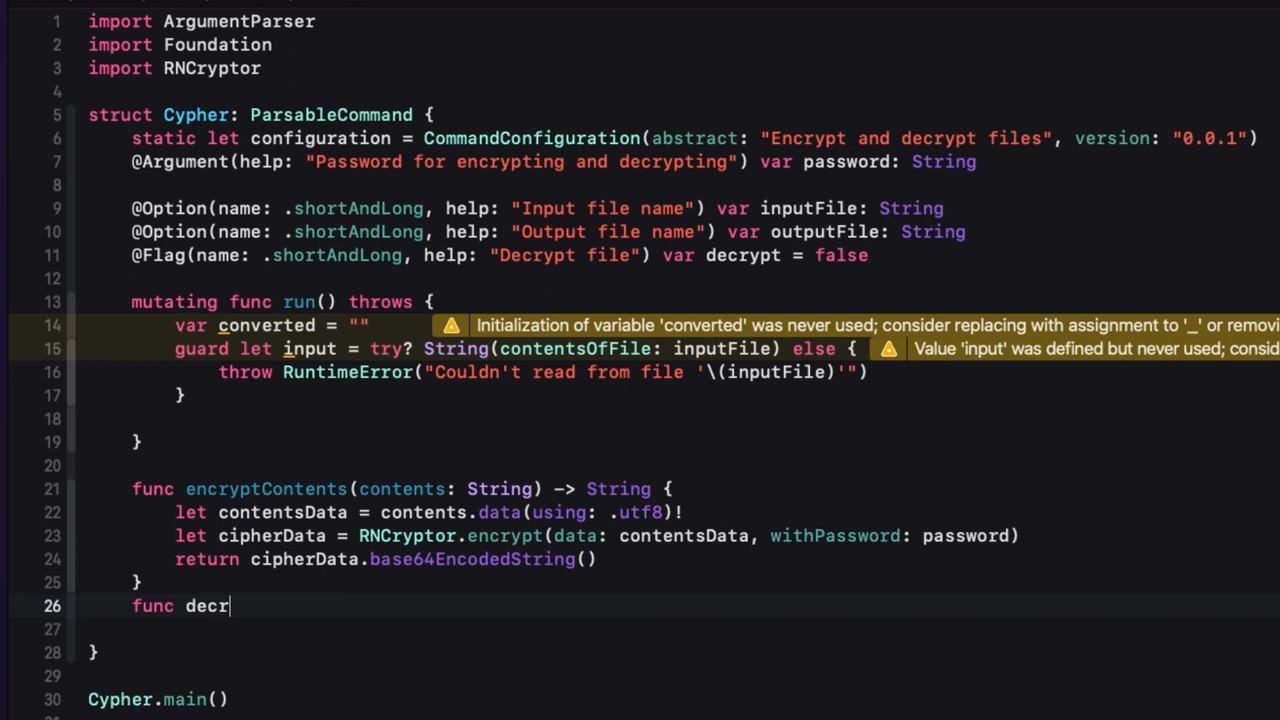 1 import ArgumentParser
2 import Foundation
3 import RNCryptor
4
5 struct Cypher: ParsableCommand {
6 static let configuration = CommandConfiguration(abstract: "Encrypt and decrypt files", version: "0.0.1")
7 @Argument(help: "Password for encrypting and decrypting") var password: String
8
9 @Option(name: .shortAndLong, help: "Input file name") var inputFile: String
10 @Option(name: .shortAndLong, help: "Output file name") var outputFile: String
11 @Flag(name: .shortAndLong, help: "Decrypt file") var decrypt = false
12
13 mutating func run() throws {
14 var converted = "" Initialization of variable 'converted' was never used; consider replacing with assignment to '_' or removi
15 guard let input = try? String(contentsOfFile: inputFile) else { Value 'input' was defined but never used; consid
16 throw RuntimeError("Couldn't read from file '\(inputFile)'")
17 }
18
19 }
20
21 func encryptContents(contents: String) -> String {
22 let contentsData = contents.data(using: .utf8)!
23 let cipherData = RNCryptor.encrypt(data: contentsData, withPassword: password)
24 return cipherData.base64EncodedString()
25 }
26 func decr
27
28 }
29
30 Cypher.main()